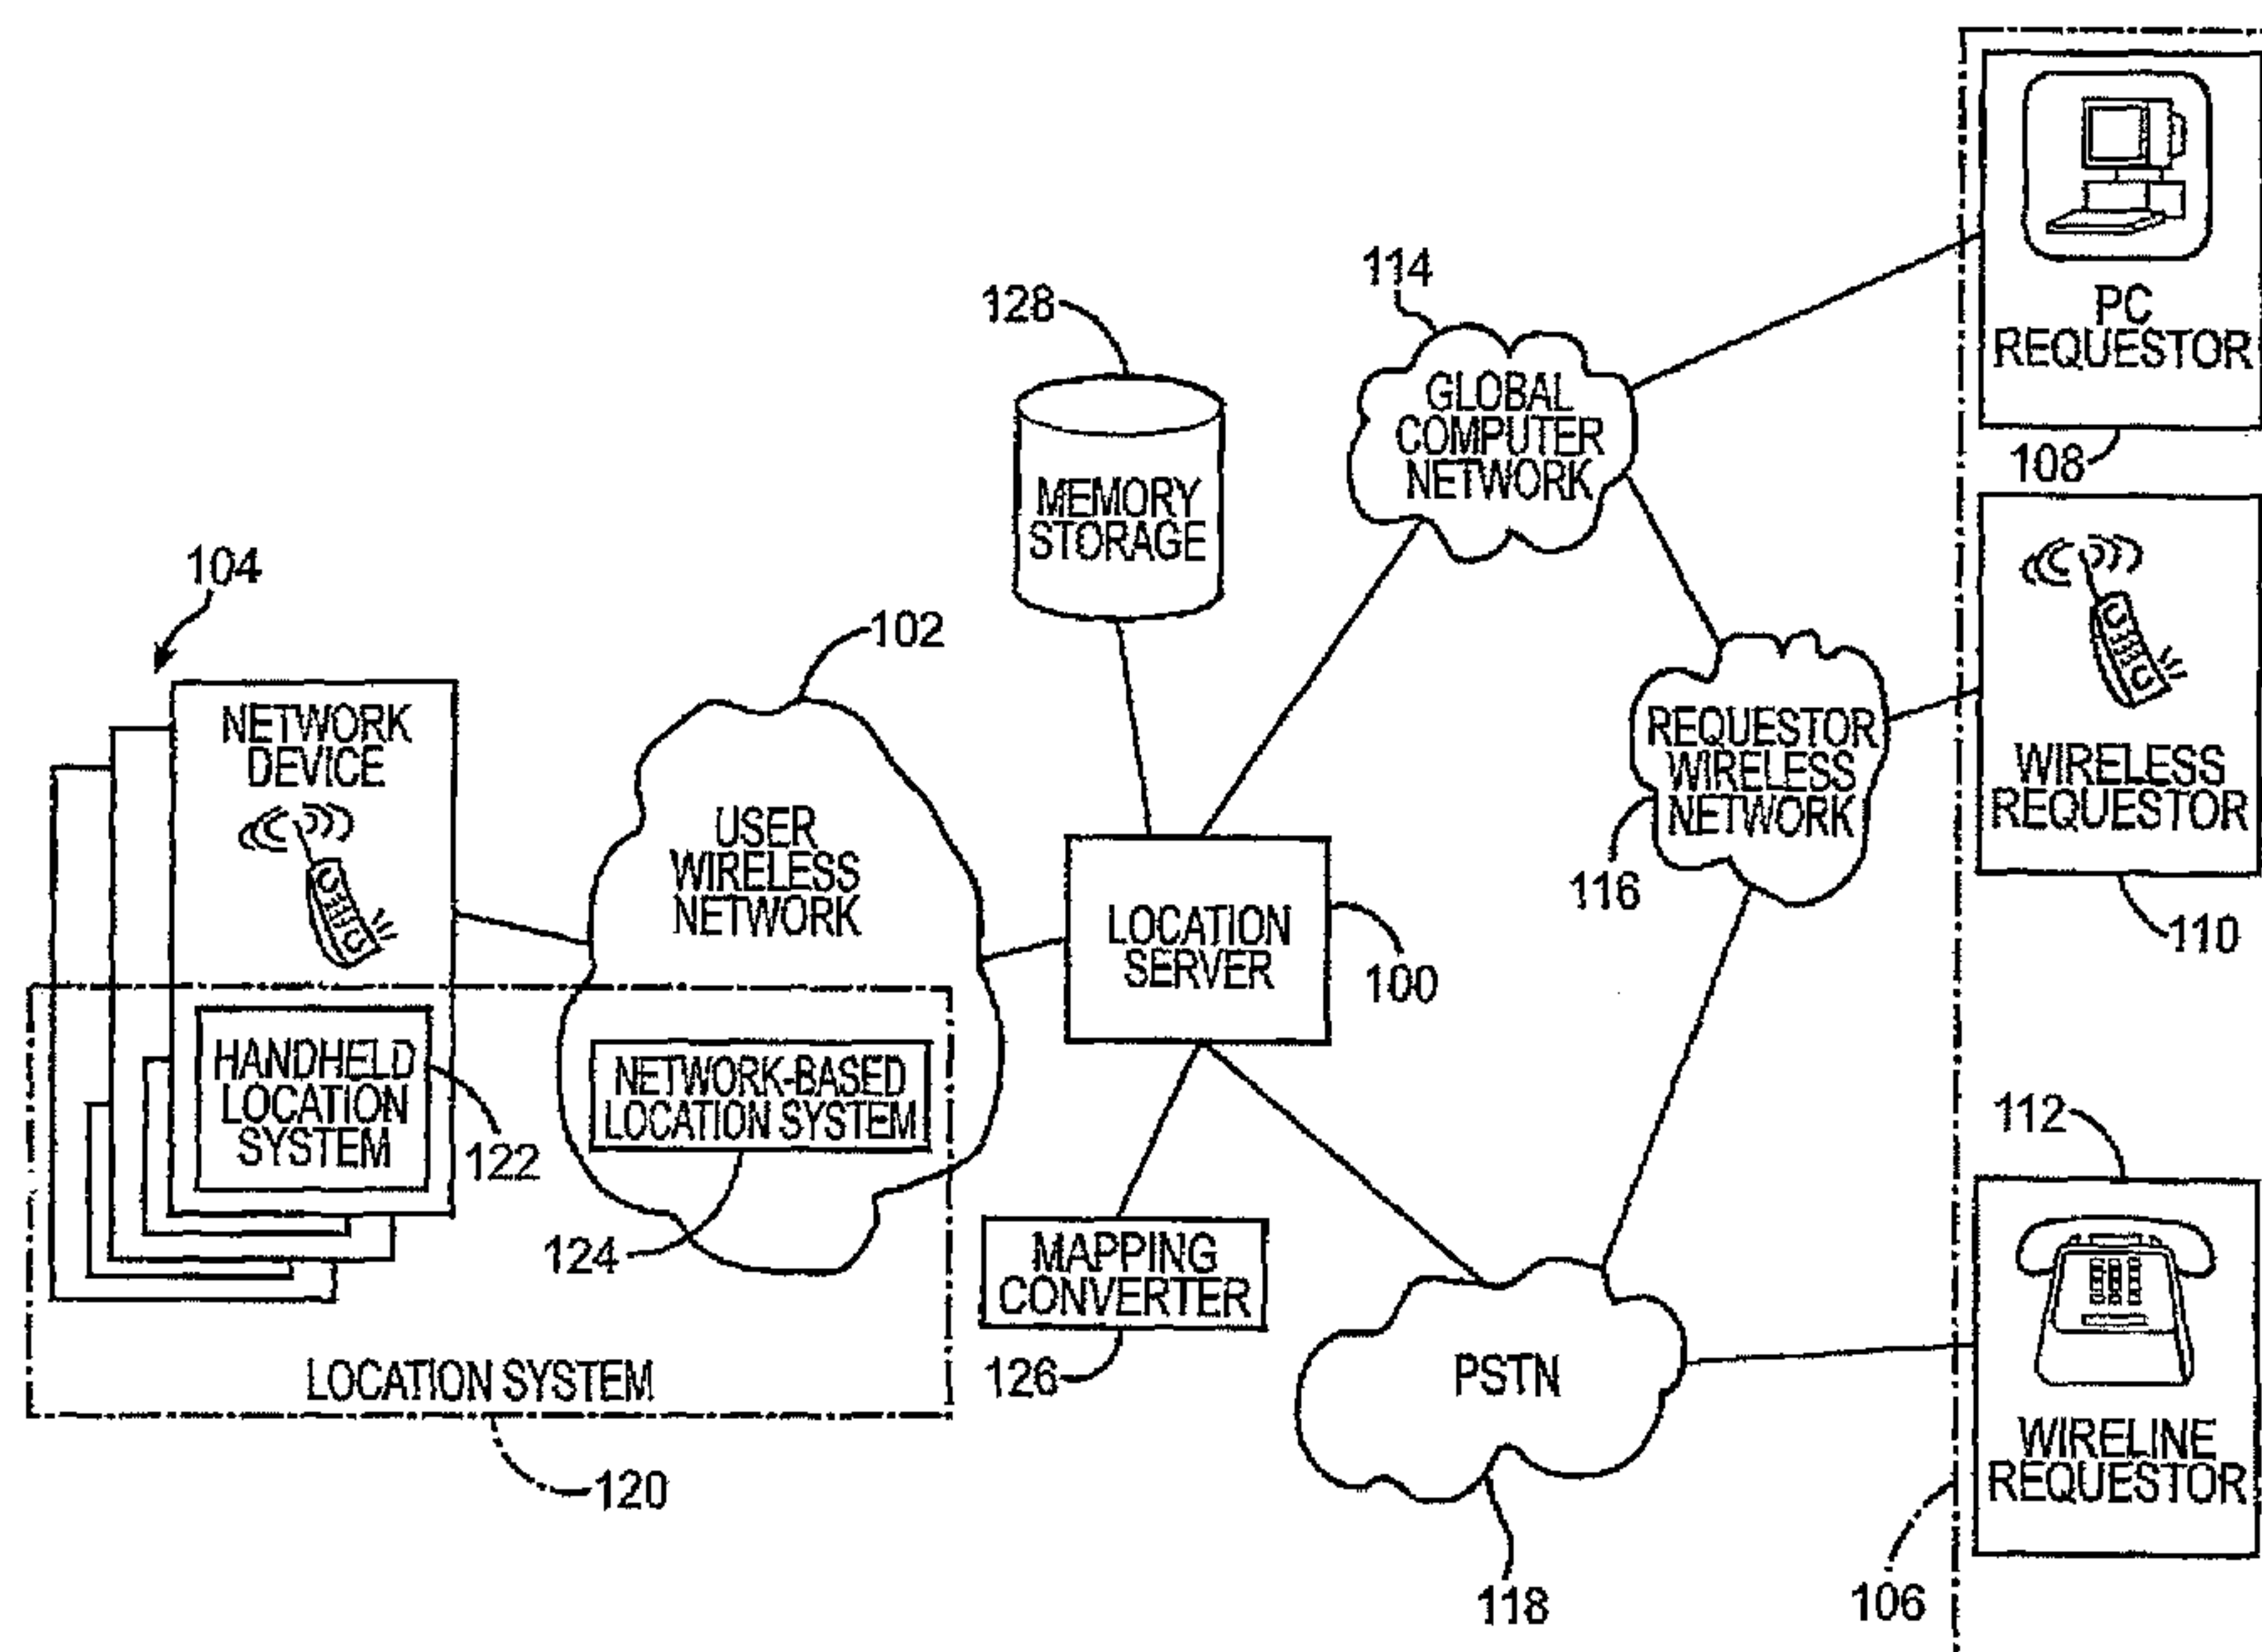 104
NETWORK
DEVICE
HANDHELD
LOCATION
SYSTEM
122
LOCATION SYSTEM
120
102
USER
WIRELESS
NETWORK
NETWORK-BASED
LOCATION SYSTEM
124
128
MEMORY
STORAGE
LOCATION
SERVER
100
MAPPING
CONVERTER
126
114
GLOBAL
COMPUTER
NETWORK
REQUESTOR
WIRELESS
NETWORK
116
PSTN
118
PC
REQUESTOR
108
WIRELESS
REQUESTOR
110
112
WIRELINE
REQUESTOR
106